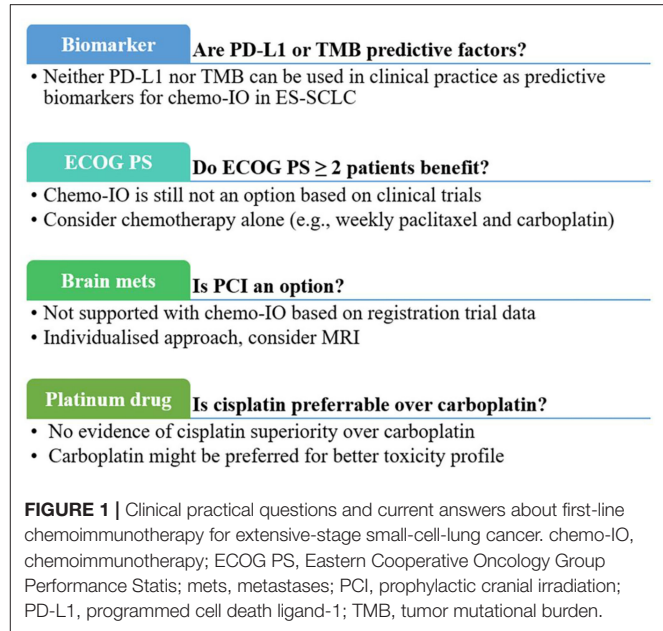 Biomarker Are PD-L1 or TMB predictive factors?
• Neither PD-L1 nor TMB can be used in clinical practice as predictive
biomarkers for chemo-IO in ES-SCLC
ECOG PS Do ECOG PS ≥ 2 patients benefit?
• Chemo-IO is still not an option based on clinical trials
• Consider chemotherapy alone (e.g., weekly paclitaxel and carboplatin)
Brain mets Is PCI an option?
• Not supported with chemo-IO based on registration trial data
• Individualised approach, consider MRI
Platinum drug Is cisplatin preferrable over carboplatin?
• No evidence of cisplatin superiority over carboplatin
• Carboplatin might be preferred for better toxicity profile
FIGURE 1 | Clinical practical questions and current answers about first-line
chemoimmunotherapy for extensive-stage small-cell-lung cancer. chemo-IO,
chemoimmunotherapy; ECOG PS, Eastern Cooperative Oncology Group
Performance Statis; mets, metastases; PCI, prophylactic cranial irradiation;
PD-L1, programmed cell death ligand-1; TMB, tumor mutational burden.